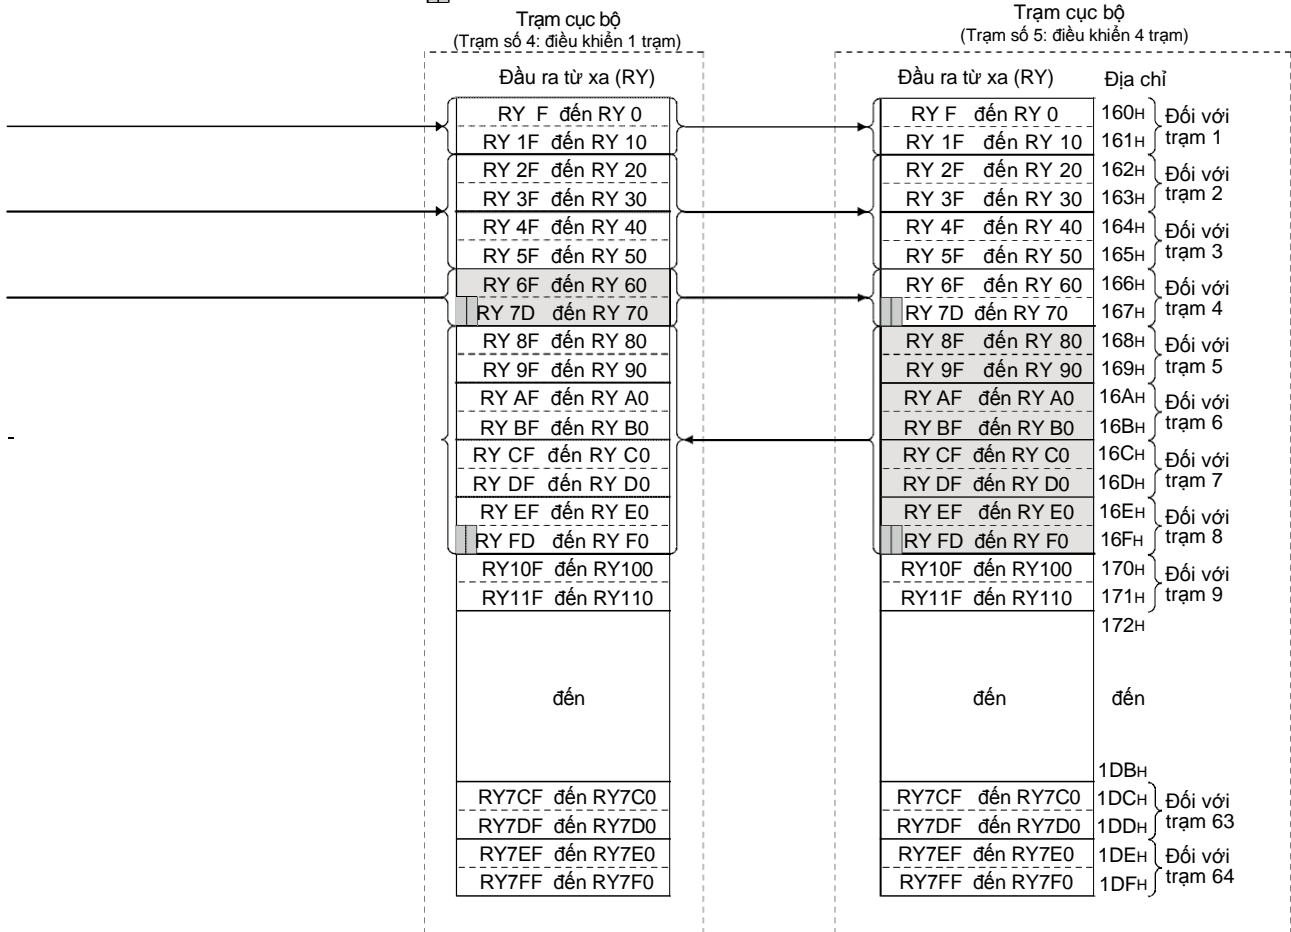 Trạm cục bộ
(Trạm số 4: điều khiển 1 trạm)
Đầu ra từ xa (RY)
RY F đến RY 0
RY 1F đến RY 10
RY 2F đến RY 20
RY 3F đến RY 30
RY 4F đến RY 40
RY 5F đến RY 50
RY 6F đến RY 60
RY 7D đến RY 70
RY 8F đến RY 80
RY 9F đến RY 90
RY AF đến RY A0
RY BF đến RY B0
RY CF đến RY C0
RY DF đến RY D0
RY EF đến RY E0
RY FD đến RY F0
RY10F đến RY100
RY11F đến RY110
đến
RY7CF đến RY7C0
RY7DF đến RY7D0
RY7EF đến RY7E0
RY7FF đến RY7F0
Trạm cục bộ
(Trạm số 5: điều khiển 4 trạm)
Đầu ra từ xa (RY) Địa chỉ
RY F đến RY 0 160H Đối với
RY 1F đến RY 10 161H trạm 1
RY 2F đến RY 20 162H Đối với
RY 3F đến RY 30 163H trạm 2
RY 4F đến RY 40 164H Đối với
RY 5F đến RY 50 165H trạm 3
RY 6F đến RY 60 166H Đối với
RY 7D đến RY 70 167H trạm 4
RY 8F đến RY 80 168H Đối với
RY 9F đến RY 90 169H trạm 5
RY AF đến RY A0 16AH Đối với
RY BF đến RY B0 16BH trạm 6
RY CF đến RY C0 16CH Đối với
RY DF đến RY D0 16DH trạm 7
RY EF đến RY E0 16EH Đối với
RY FD đến RY F0 16FH trạm 8
RY10F đến RY100 170H Đối với
RY11F đến RY110 171H trạm 9
172H
đến đến
1DBH
RY7CF đến RY7C0 1DCH Đối với
RY7DF đến RY7D0 1DDH trạm 63
RY7EF đến RY7E0 1DEH Đối với
RY7FF đến RY7F0 1DFH trạm 64